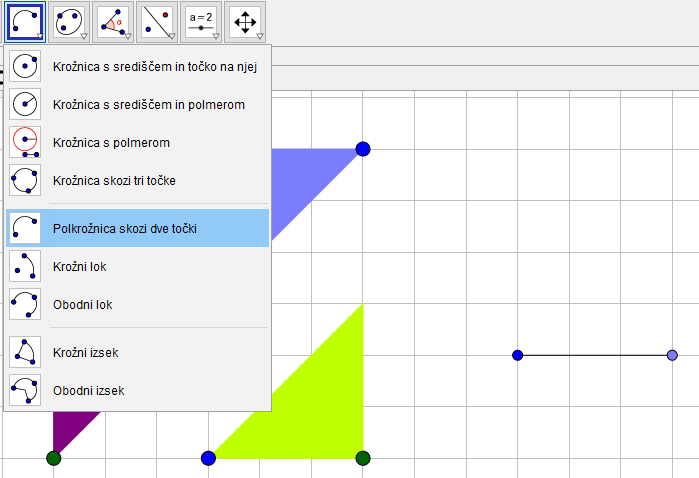 α
a = 2
Krožnica s središčem in točko na njej
Krožnica s središčem in polmerom
Krožnica s polmerom
Krožnica skozi tri točke
Polkrožnica skozi dve točki
Krožni lok
Obodni lok
Krožni izsek
Obodni izsek